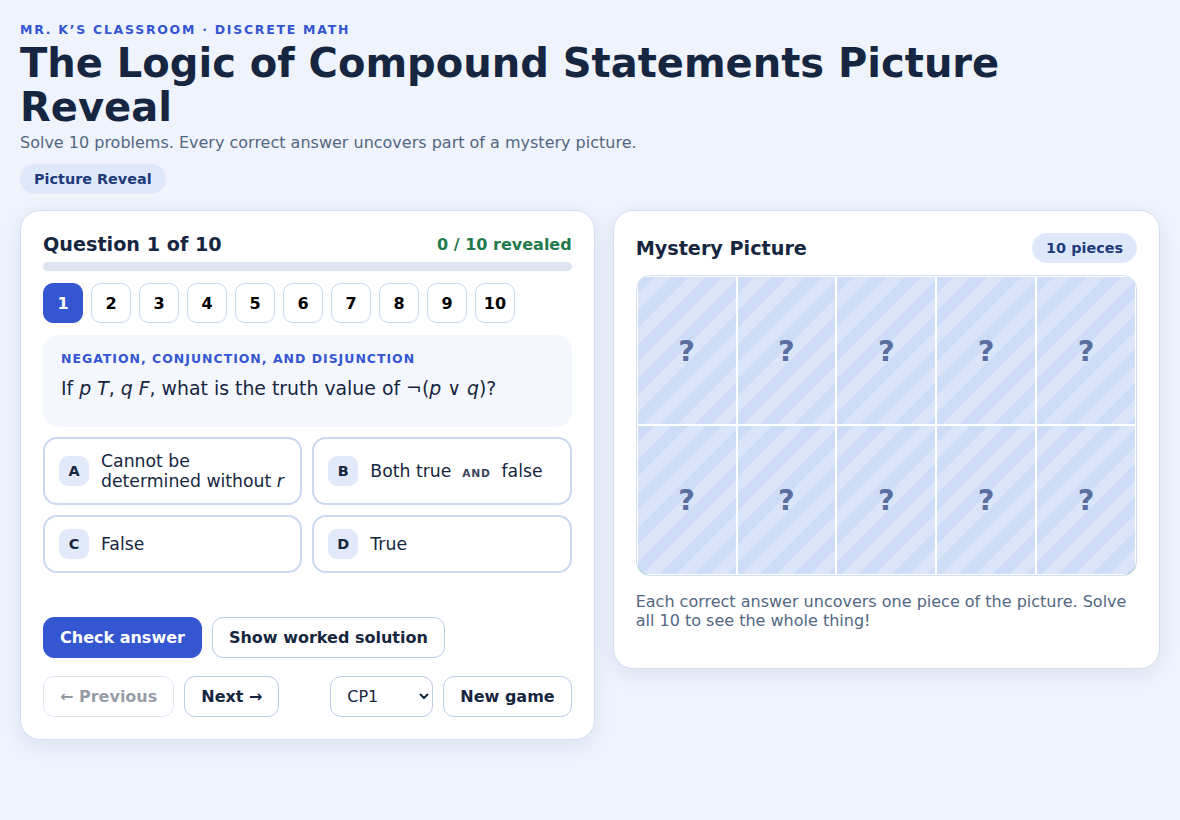 MR. K’S CLASSROOM · DISCRETE MATH
The Logic of Compound Statements Picture
Reveal
Solve 10 problems. Every correct answer uncovers part of a mystery picture.
Picture Reveal
Question 1 of 10
0 / 10 revealed
1 2 3 4 5 6 7 8 9 10
NEGATION, CONJUNCTION, AND DISJUNCTION
If p T, q F, what is the truth value of ¬(p ∨ q)?
A Cannot be
determined without r
B Both true AND false
C False
D True
Check answer Show worked solution
← Previous Next → CP1 New game
Mystery Picture
10 pieces
? ? ? ? ?
? ? ? ? ?
Each correct answer uncovers one piece of the picture. Solve
all 10 to see the whole thing!